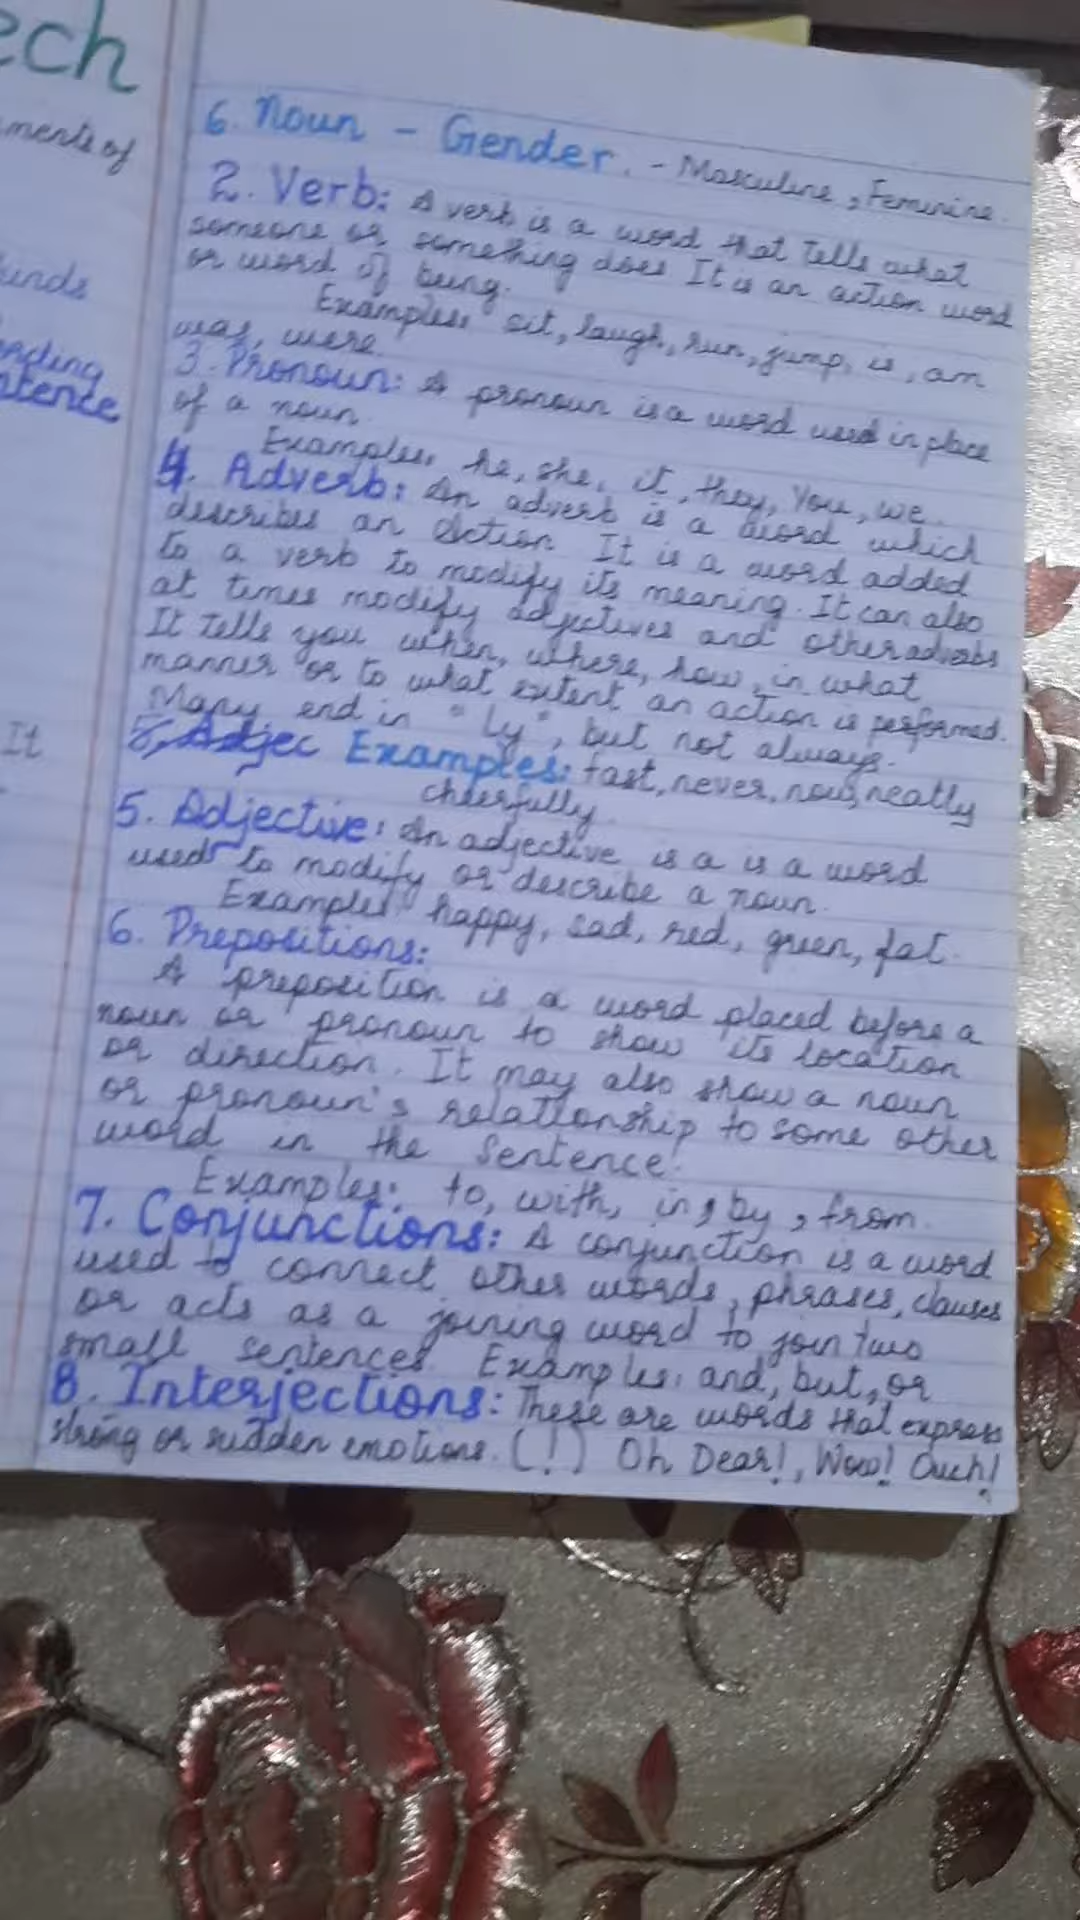 ech
ments of
unds
ording
ntence
It
6. Noun - Gender. - Masculine, Feminine.
2. Verb: A verb is a word that tells what
someone or something does It is an action word
or word of being.
Examples sit, laugh, run, jump, is, am
was, were.
3. Pronoun: A pronoun is a word used in place
of a noun.
Examples, he, she, it, they, You, we.
4. Adverb: An adverb is a word which
describes an action It is a word added
to a verb to modify its meaning. It can also
at times modify adjectives and other adverbs
It tells you when, where, how, in what
manner or to what extent an action is performed.
Many end in "ly", but not always.
5. Adjec Examples: fast, never, now, neatly
cheerfully.
5. Adjective: An adjective is a is a word
used to modify or describe a noun.
Examples happy, sad, red, green, fat.
6. Prepositions:
A preposition is a word placed before a
noun or pronoun to show its location
or direction. It may also show a noun
or pronoun's relationship to some other
word in the Sentence.
Examples: to, with, in, by, from.
7. Conjunctions: A conjunction is a word
used to connect other words, phrases, clauses
or acts as a joining word to join two
small sentences. Examples: and, but, or
8. Interjections: These are words that express
strong or sudden emotions. (!) Oh Dear!, Wow! Ouch!